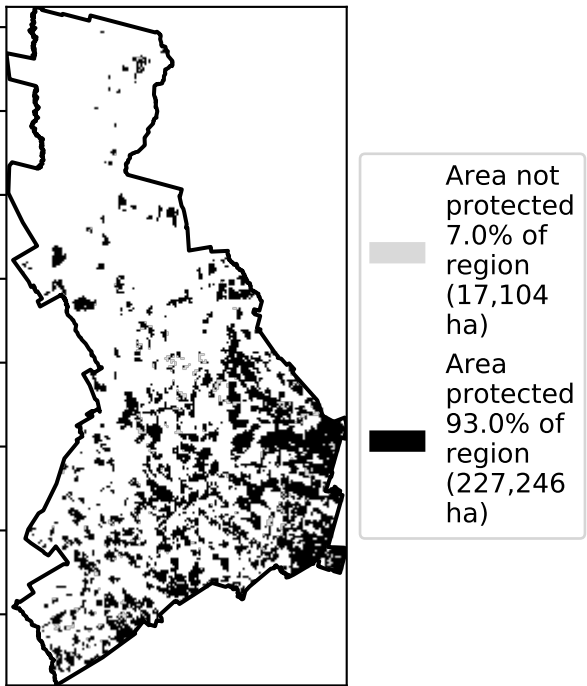 Area not
protected
7.0% of
region
(17,104
ha)
Area
protected
93.0% of
region
(227,246
ha)